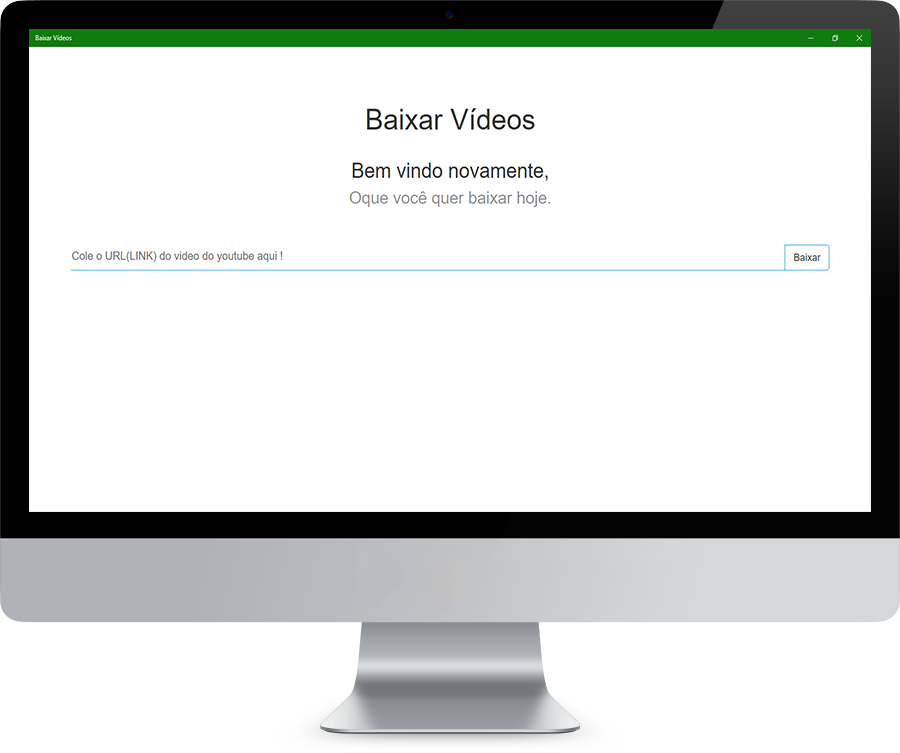 Baixar Vídeos
Baixar Vídeos
Bem vindo novamente,
Oque você quer baixar hoje.
Cole o URL(LINK) do video do youtube aqui !
Baixar